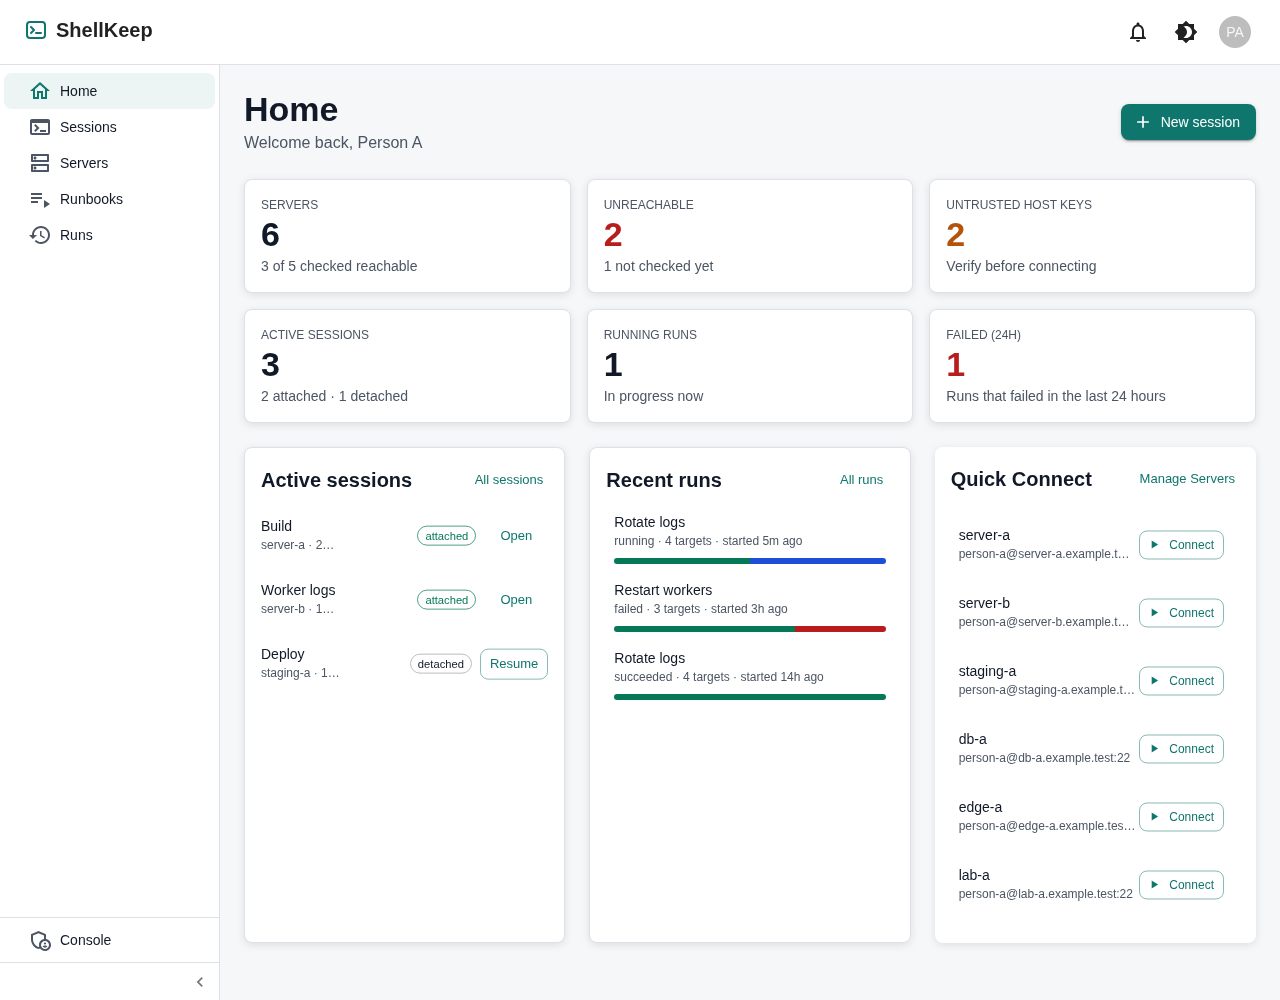 ShellKeep
PA
Home
Sessions
Servers
Runbooks
Runs
Console
Home
Welcome back, Person A
New session
SERVERS
6
3 of 5 checked reachable
UNREACHABLE
2
1 not checked yet
UNTRUSTED HOST KEYS
2
Verify before connecting
ACTIVE SESSIONS
3
2 attached · 1 detached
RUNNING RUNS
1
In progress now
FAILED (24H)
1
Runs that failed in the last 24 hours
Active sessions
All sessions
Build
server-a · 2…
attached
Open
Worker logs
server-b · 1…
attached
Open
Deploy
staging-a · 1…
detached
Resume
Recent runs
All runs
Rotate logs
running · 4 targets · started 5m ago
Restart workers
failed · 3 targets · started 3h ago
Rotate logs
succeeded · 4 targets · started 14h ago
Quick Connect
Manage Servers
server-a
person-a@server-a.example.t…
Connect
server-b
person-a@server-b.example.t…
Connect
staging-a
person-a@staging-a.example.t…
Connect
db-a
person-a@db-a.example.test:22
Connect
edge-a
person-a@edge-a.example.tes…
Connect
lab-a
person-a@lab-a.example.test:22
Connect